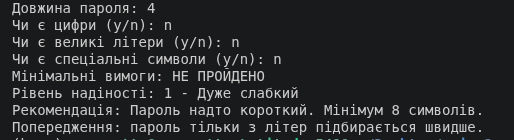 Довжина пароля: 4
Чи є цифри (y/n): n
Чи є великі літери (y/n): n
Чи є спеціальні символи (y/n): n
Мінімальні вимоги: НЕ ПРОЙДЕНО
Рівень надіності: 1 - Дуже слабкий
Рекомендація: Пароль надто короткий. Мінімум 8 символів.
Попередження: пароль тільки з літер підбирається швидше.